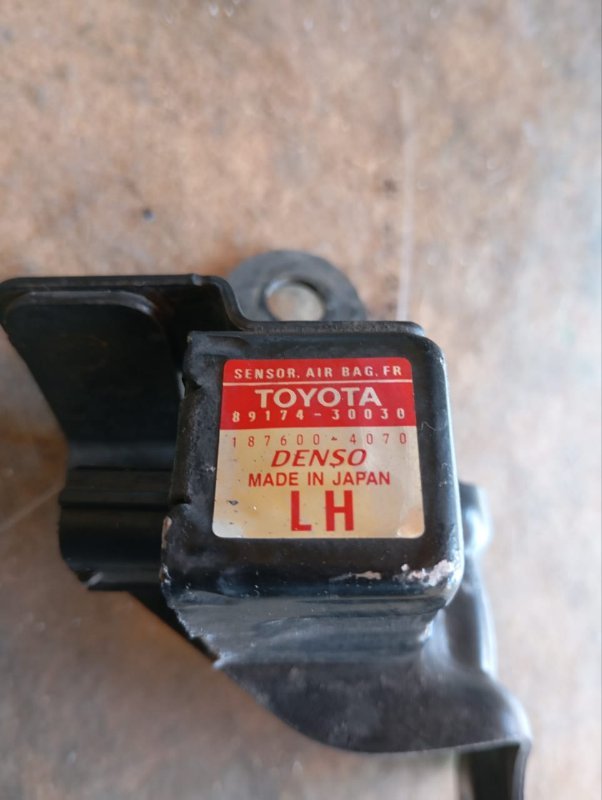 SENSOR, AIR BAG, FR
TOYOTA
89174-30030
187600-4070
DENSO
MADE IN JAPAN
LH